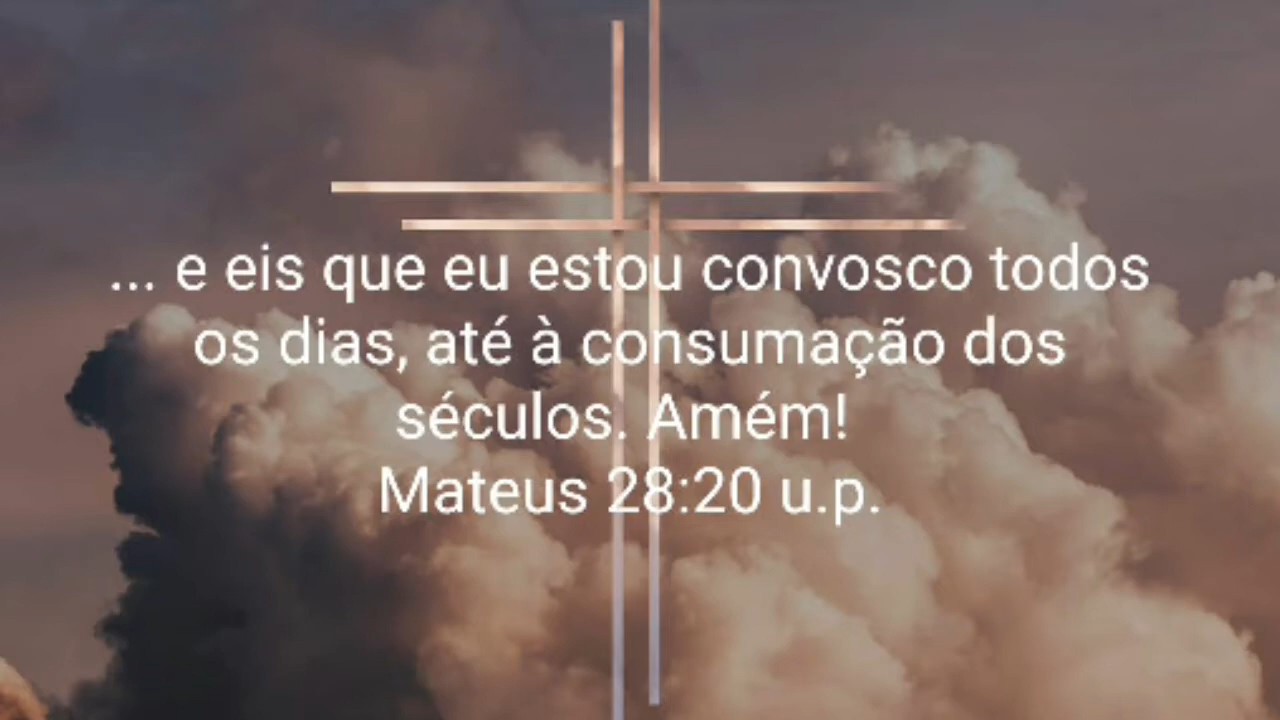 ... e eis que eu estou convosco todos
os dias, até à consumação dos
séculos. Amém!
Mateus 28:20 u.p.